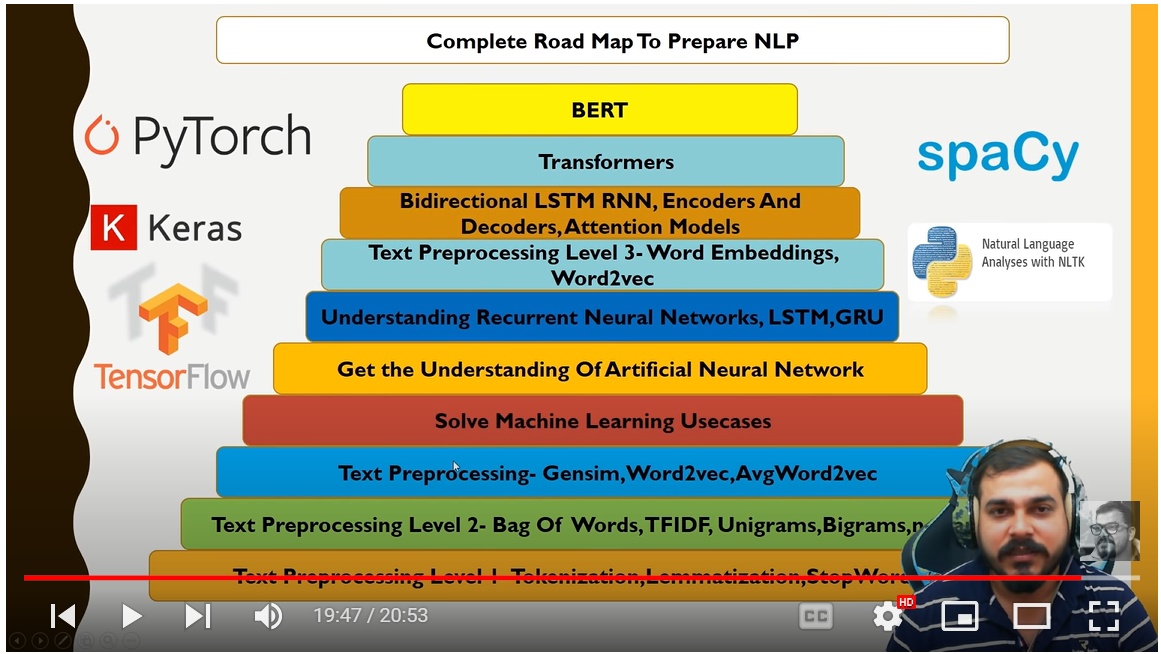 Complete Road Map To Prepare NLP
BERT
Transformers
Bidirectional LSTM RNN, Encoders And
Decoders,Attention Models
Text Preprocessing Level 3- Word Embeddings,
Word2vec
Understanding Recurrent Neural Networks, LSTM,GRU
Get the Understanding Of Artificial Neural Network
Solve Machine Learning Usecases
Text Preprocessing- Gensim,Word2vec,AvgWord2vec
Text Preprocessing Level 2- Bag Of Words,TFIDF, Unigrams,Bigrams,
Text Preprocessing Level 1- Tokenization,Lemmatization,
PyTorch
K Keras
TensorFlow
spaCy
Natural Language
Analyses with NLTK
19:47 / 20:53
CC
HD